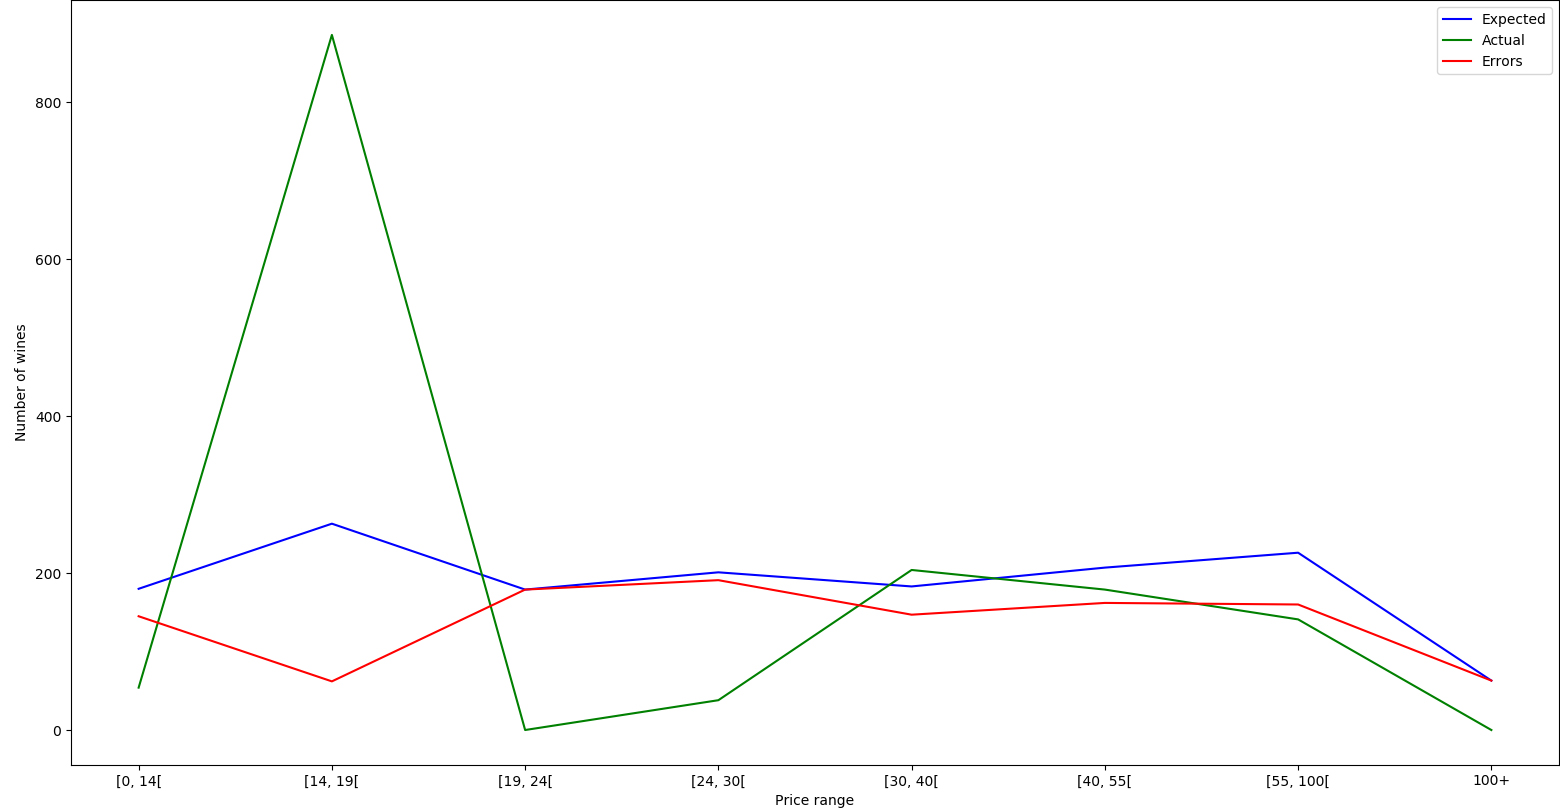 Expected
Actual
Errors
800
600
400
200
0
Number of wines
[0, 14[ [14, 19[ [19, 24[ [24, 30[ [30, 40[ [40, 55[ [55, 100[ 100+
Price range